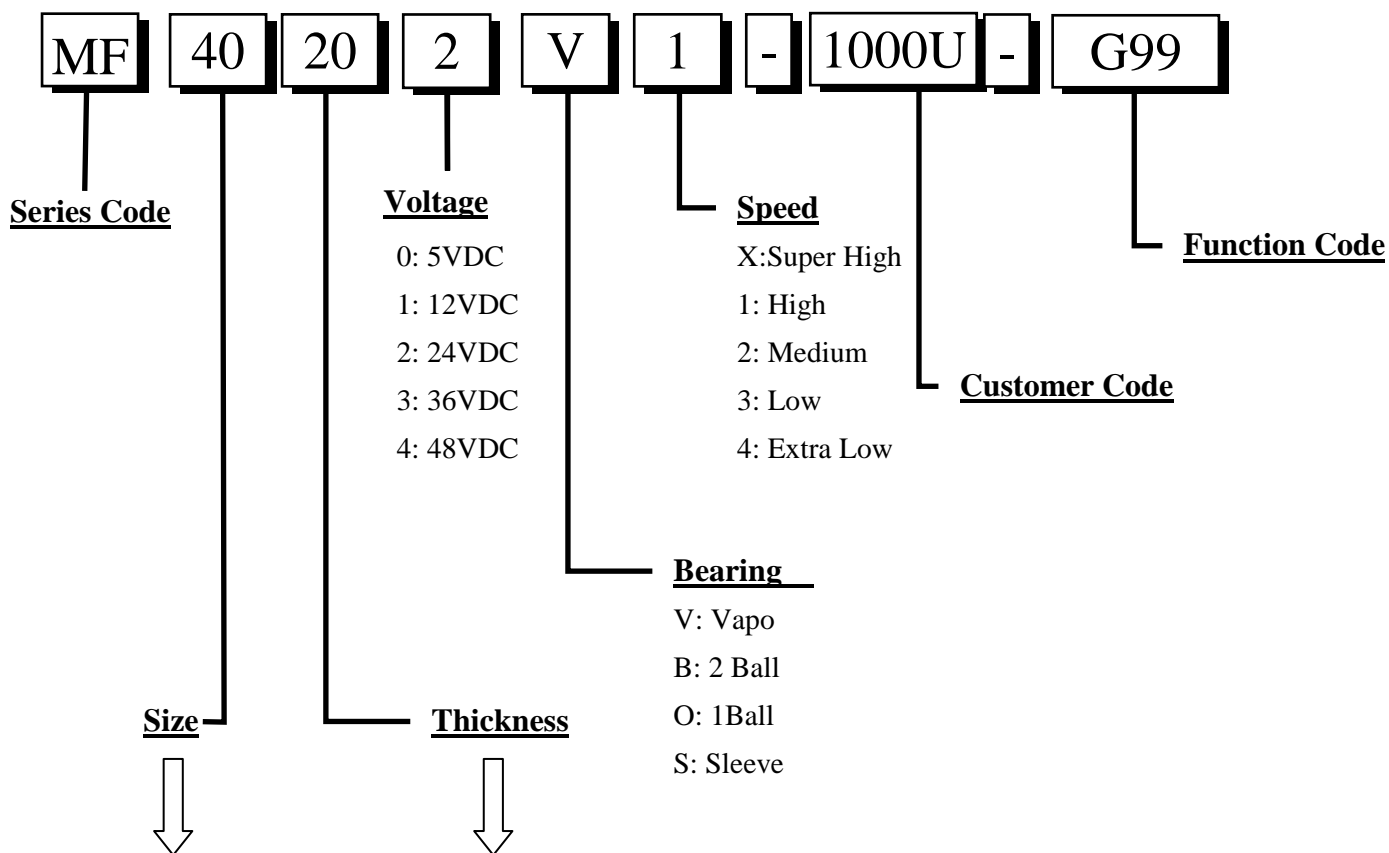 MF 40 20 2 V 1 - 1000U - G99
Series Code
Voltage
0: 5VDC
1: 12VDC
2: 24VDC
3: 36VDC
4: 48VDC
Speed
X:Super High
1: High
2: Medium
3: Low
4: Extra Low
Function Code
Customer Code
Bearing
V: Vapo
B: 2 Ball
O: 1Ball
S: Sleeve
Size
Thickness